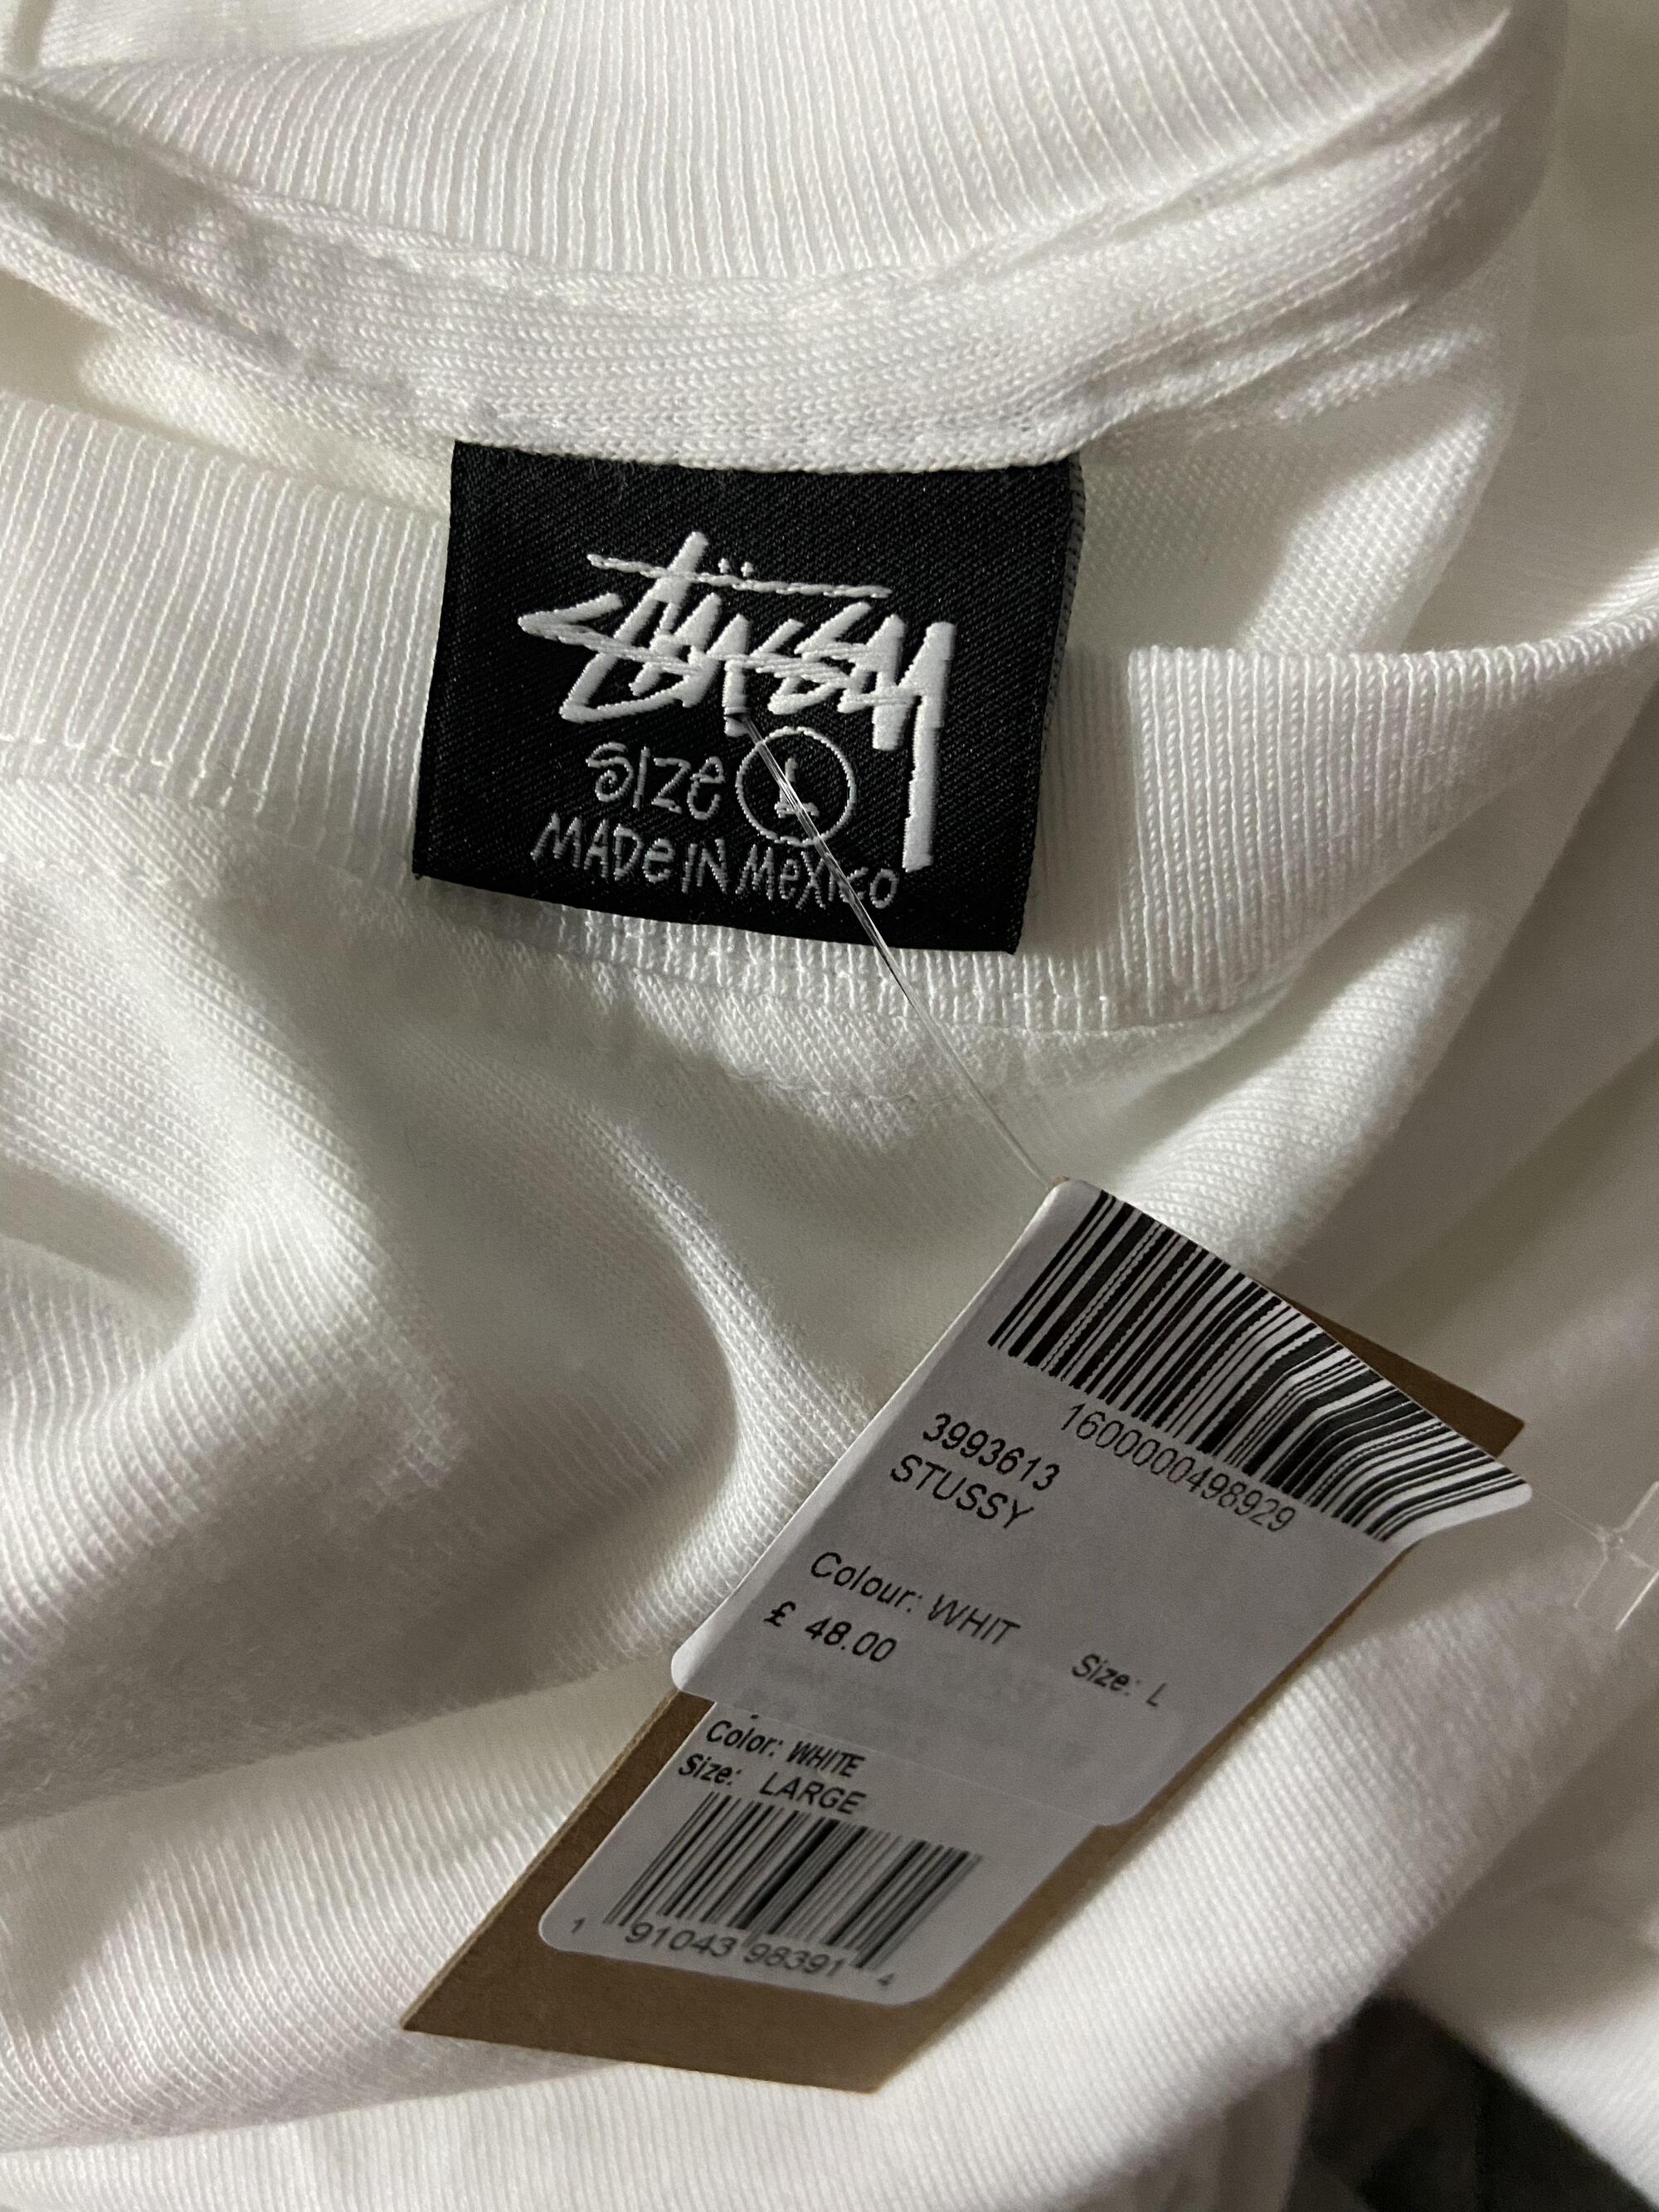 Stüssy
Size L
MADE IN MeXico
1600000498929
3993613
STUSSY
Colour: WHIT
Size: L
£ 48.00
Color: WHITE
Size: LARGE
1 91043 98391 4